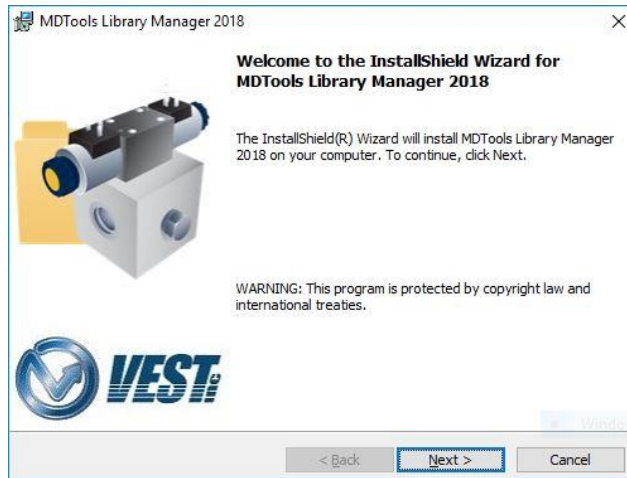 MDTools Library Manager 2018
Welcome to the InstallShield Wizard for
MDTools Library Manager 2018
The InstallShield(R) Wizard will install MDTools Library Manager
2018 on your computer. To continue, click Next.
WARNING: This program is protected by copyright law and
international treaties.
VEST INC
Windo
< Back
Next >
Cancel